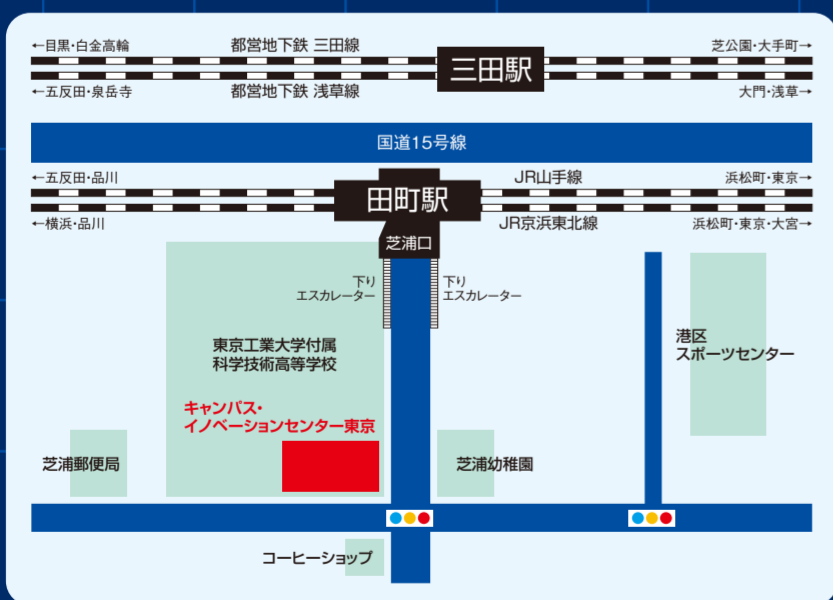 ←目黒・白金高輪
都営地下鉄 三田線
芝公園・大手町→
三田駅
←五反田・泉岳寺
都営地下鉄 浅草線
大門・浅草→
国道15号線
←五反田・品川
JR山手線
浜松町・東京→
田町駅
←横浜・品川
JR京浜東北線
浜松町・東京・大宮→
芝浦口
下り
エスカレーター
下り
エスカレーター
東京工業大学付属
科学技術高等学校
港区
スポーツセンター
キャンパス・
イノベーションセンター東京
芝浦郵便局
芝浦幼稚園
コーヒーショップ